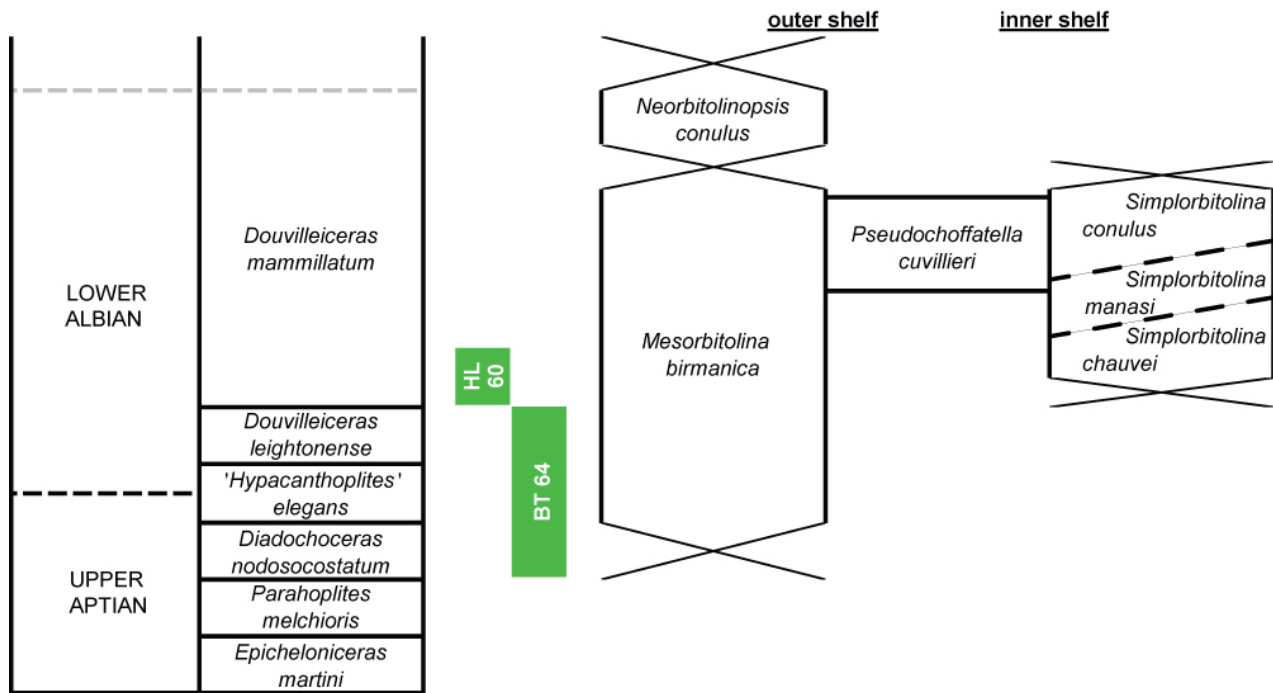 outer shelf
inner shelf
LOWER
ALBIAN
UPPER
APTIAN
Douvilleiceras
mammillatum
Douvilleiceras
leightonense
'Hypacanthoplites'
elegans
Diadochoceras
nodosocostatum
Parahoplites
melchioris
Epicheloniceras
martini
HL
60
BT 64
Neorbitolinopsis
conulus
Mesorbitolina
birmanica
Pseudochoffatella
cuvillieri
Simplorbitolina
conulus
Simplorbitolina
manasi
Simplorbitolina
chauvei